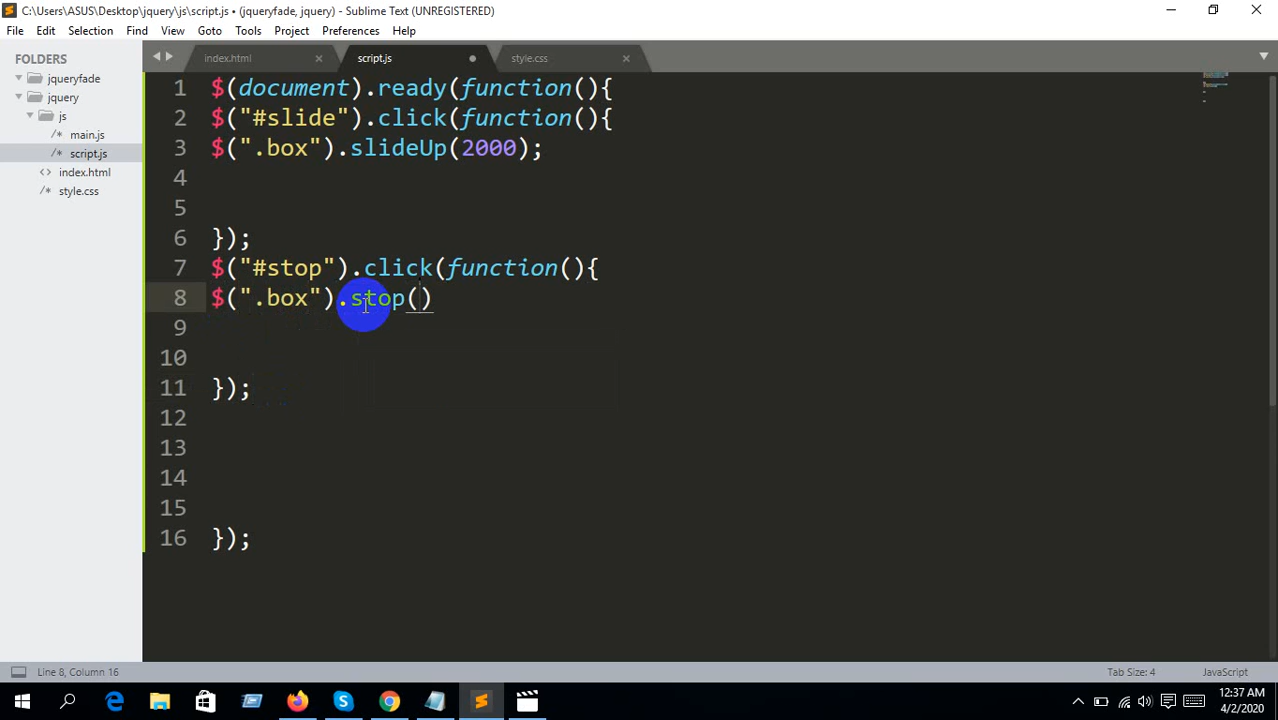 C:\Users\ASUS\Desktop\jquery\js\script.js • (jqueryfade, jquery) - Sublime Text (UNREGISTERED)
File Edit Selection Find View Goto Tools Project Preferences Help
FOLDERS
jqueryfade
jquery
js
/* main.js
/* script.js
<> index.html
/* style.css
index.html × script.js style.css ×
1 $(document).ready(function(){
2 $("#slide").click(function(){
3 $(".box").slideUp(2000);
4
5
6 });
7 $("#stop").click(function(){
8 $(".box").stop()
9
10
11 });
12
13
14
15
16 });
Line 8, Column 16 Tab Size: 4 JavaScript
12:37 AM
4/2/2020